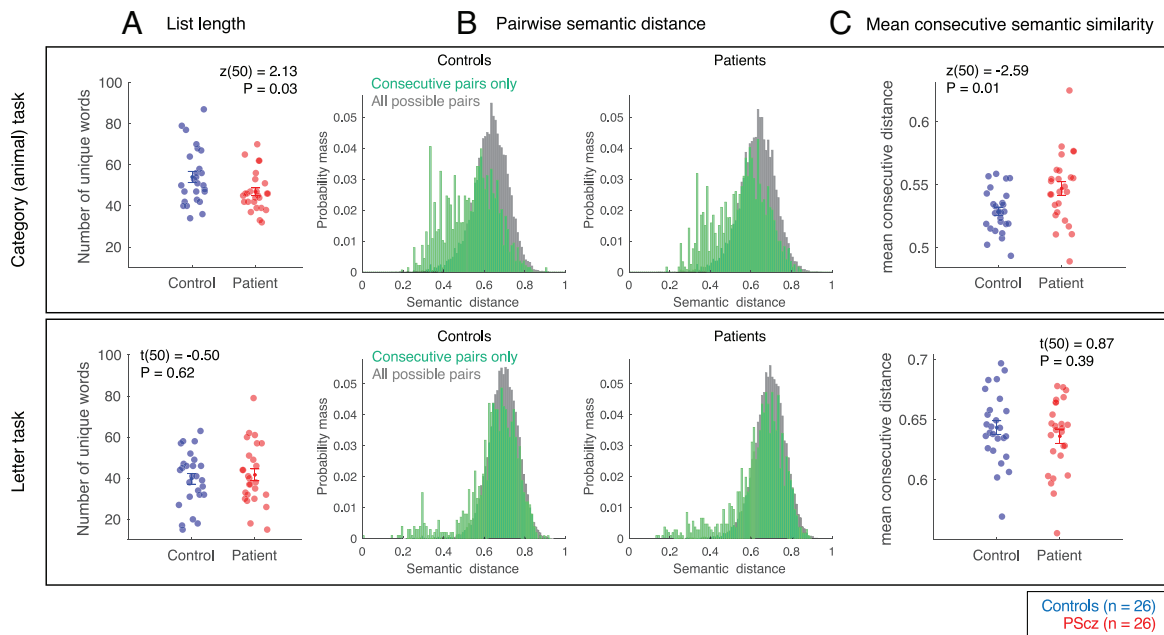 A List length
B Pairwise semantic distance
C Mean consecutive semantic similarity
Category (animal) task
Number of unique words
100
80
60
40
20
z(50) = 2.13
P = 0.03
Control Patient
Controls
Consecutive pairs only
All possible pairs
Probability mass
0.05
0.04
0.03
0.02
0.01
0
0 0.2 0.4 0.6 0.8 1
Semantic distance
Patients
Probability mass
0.05
0.04
0.03
0.02
0.01
0
0 0.2 0.4 0.6 0.8 1
Semantic distance
z(50) = -2.59
P = 0.01
mean consecutive distance
0.6
0.55
0.5
Control Patient
Letter task
Number of unique words
100
80
60
40
20
t(50) = -0.50
P = 0.62
Control Patient
Controls
Consecutive pairs only
All possible pairs
Probability mass
0.05
0.04
0.03
0.02
0.01
0
0 0.2 0.4 0.6 0.8 1
Semantic distance
Patients
Probability mass
0.05
0.04
0.03
0.02
0.01
0
0 0.2 0.4 0.6 0.8 1
Semantic distance
t(50) = 0.87
P = 0.39
mean consecutive distance
0.7
0.65
0.6
Control Patient
Controls (n = 26)
PScz (n = 26)